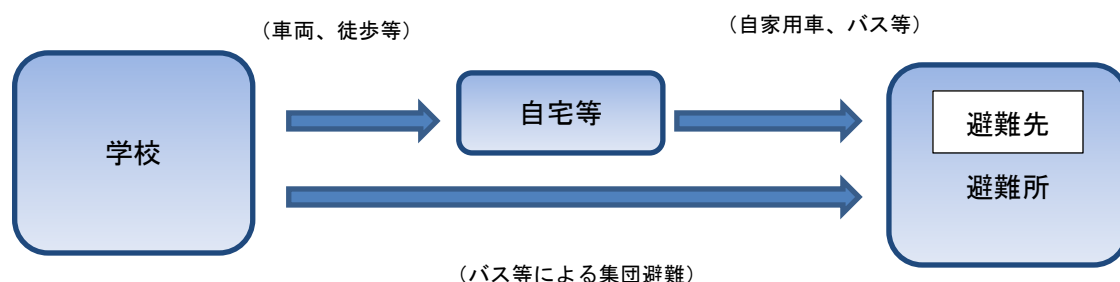 （車両、徒歩等）
（自家用車、バス等）
学校
自宅等
避難先
避難所
（バス等による集団避難）